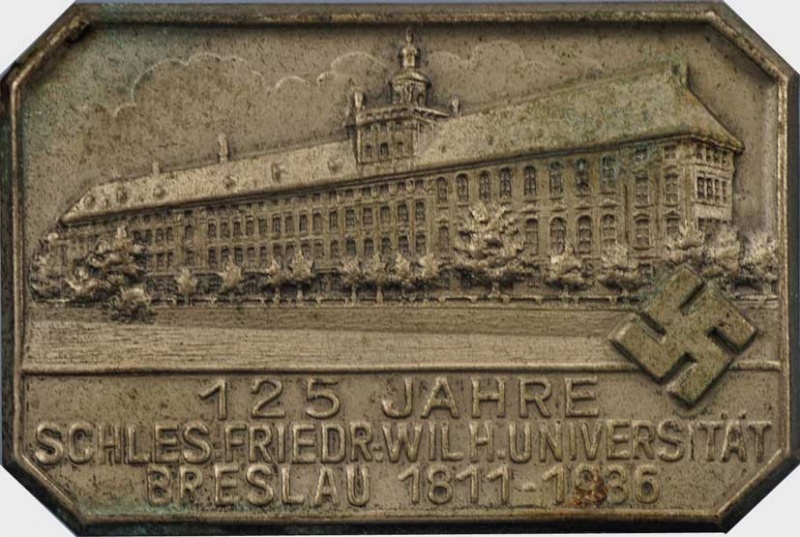 125 JAHRE
SCHLES.FRIEDR.WILH.UNIVERSITÄT
BRESLAU 1811-1936